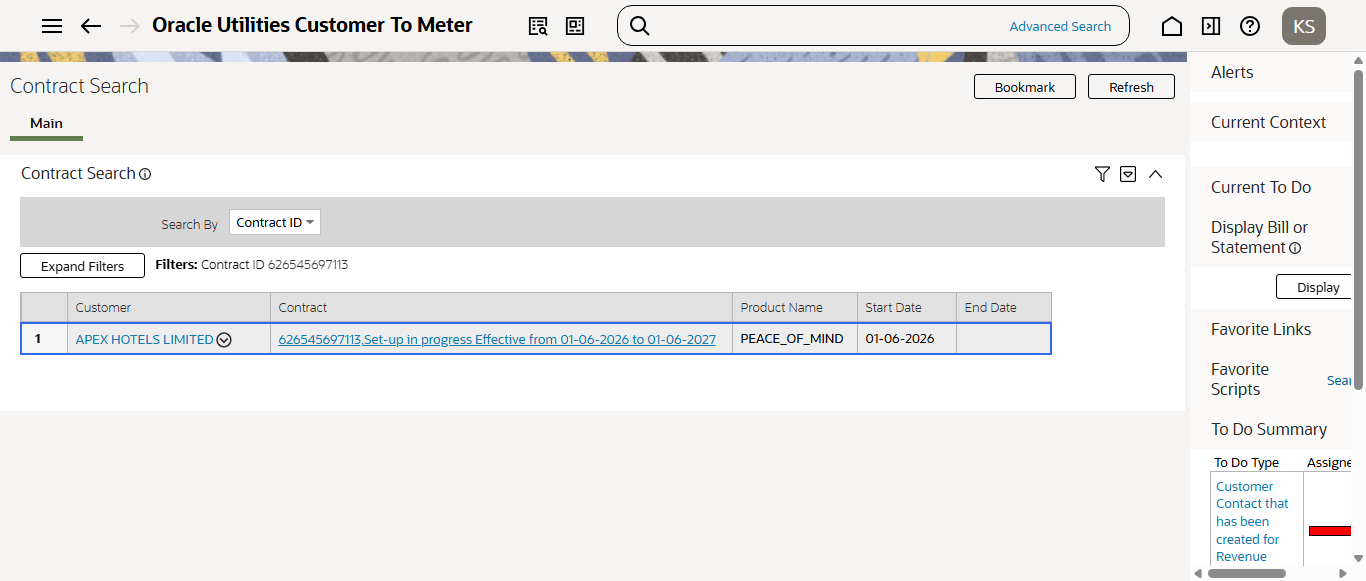 Oracle Utilities Customer To Meter
Advanced Search
KS
Contract Search
Bookmark
Refresh
Main
Contract Search
Search By
Contract ID
Expand Filters
Filters: Contract ID 626545697113
Customer Contract Product Name Start Date End Date
1 APEX HOTELS LIMITED 626545697113,Set-up in progress Effective from 01-06-2026 to 01-06-2027 PEACE_OF_MIND 01-06-2026
Alerts
Current Context
Current To Do
Display Bill or
Statement
Display
Favorite Links
Favorite
Scripts
Sear
To Do Summary
To Do Type Assigne
Customer
Contact that
has been
created for
Revenue